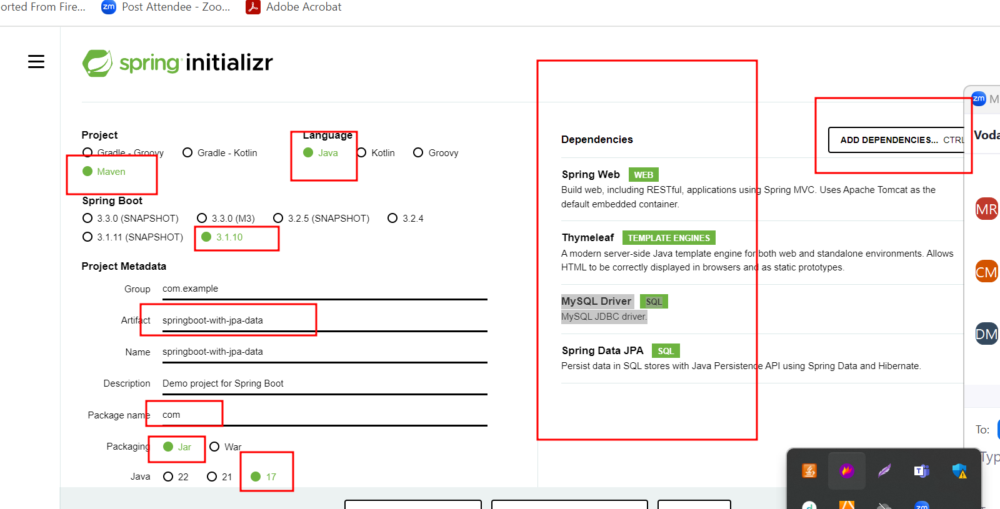 orted From Fire...
Post Attendee - Zoo...
Adobe Acrobat
spring initializr
Project
Gradle - Groovy
Gradle - Kotlin
Maven
Language
Java
Kotlin
Groovy
Spring Boot
3.3.0 (SNAPSHOT)
3.3.0 (M3)
3.2.5 (SNAPSHOT)
3.2.4
3.1.11 (SNAPSHOT)
3.1.10
Project Metadata
Group com.example
Artifact springboot-with-jpa-data
Name springboot-with-jpa-data
Description Demo project for Spring Boot
Package name com
Packaging Jar War
Java 22 21 17
Dependencies
ADD DEPENDENCIES... CTRL
Spring Web WEB
Build web, including RESTful, applications using Spring MVC. Uses Apache Tomcat as the
default embedded container.
Thymeleaf TEMPLATE ENGINES
A modern server-side Java template engine for both web and standalone environments. Allows
HTML to be correctly displayed in browsers and as static prototypes.
MySQL Driver SQL
MySQL JDBC driver.
Spring Data JPA SQL
Persist data in SQL stores with Java Persistence API using Spring Data and Hibernate.
zm M
Voda
MR
CM
DM
To:
Typ